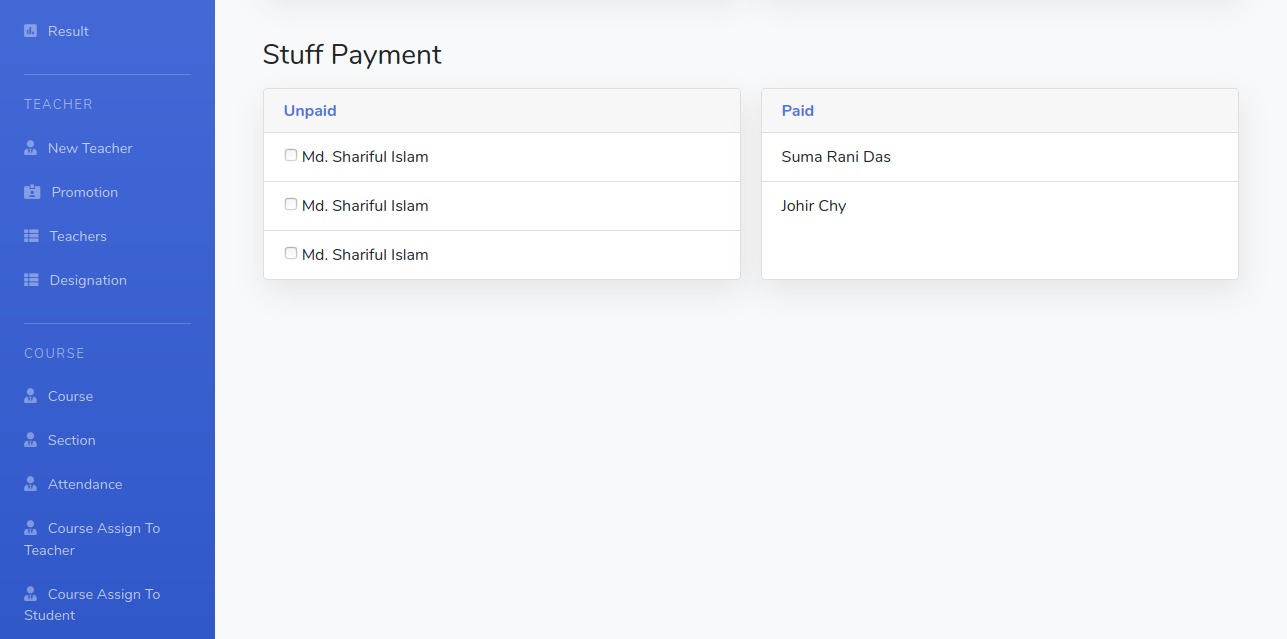 Result
TEACHER
New Teacher
Promotion
Teachers
Designation
COURSE
Course
Section
Attendance
Course Assign To
Teacher
Course Assign To
Student
Stuff Payment
Unpaid
Md. Shariful Islam
Md. Shariful Islam
Md. Shariful Islam
Paid
Suma Rani Das
Johir Chy